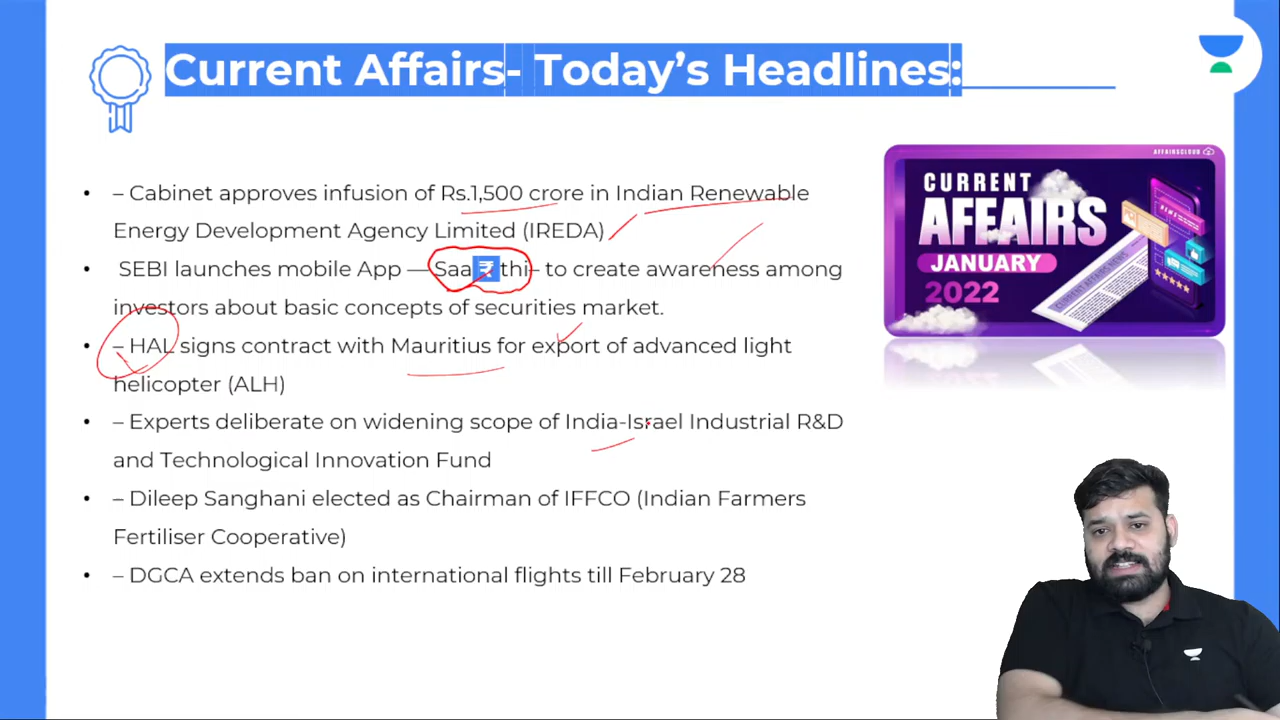 Current Affairs- Today’s Headlines:
• – Cabinet approves infusion of Rs.1,500 crore in Indian Renewable
Energy Development Agency Limited (IREDA)
• SEBI launches mobile App —Saa₹thi– to create awareness among
investors about basic concepts of securities market.
• – HAL signs contract with Mauritius for export of advanced light
helicopter (ALH)
• – Experts deliberate on widening scope of India-Israel Industrial R&D
and Technological Innovation Fund
• – Dileep Sanghani elected as Chairman of IFFCO (Indian Farmers
Fertiliser Cooperative)
• – DGCA extends ban on international flights till February 28
AFFAIRSCLOUD
CURRENT
AFFAIRS
JANUARY
2022